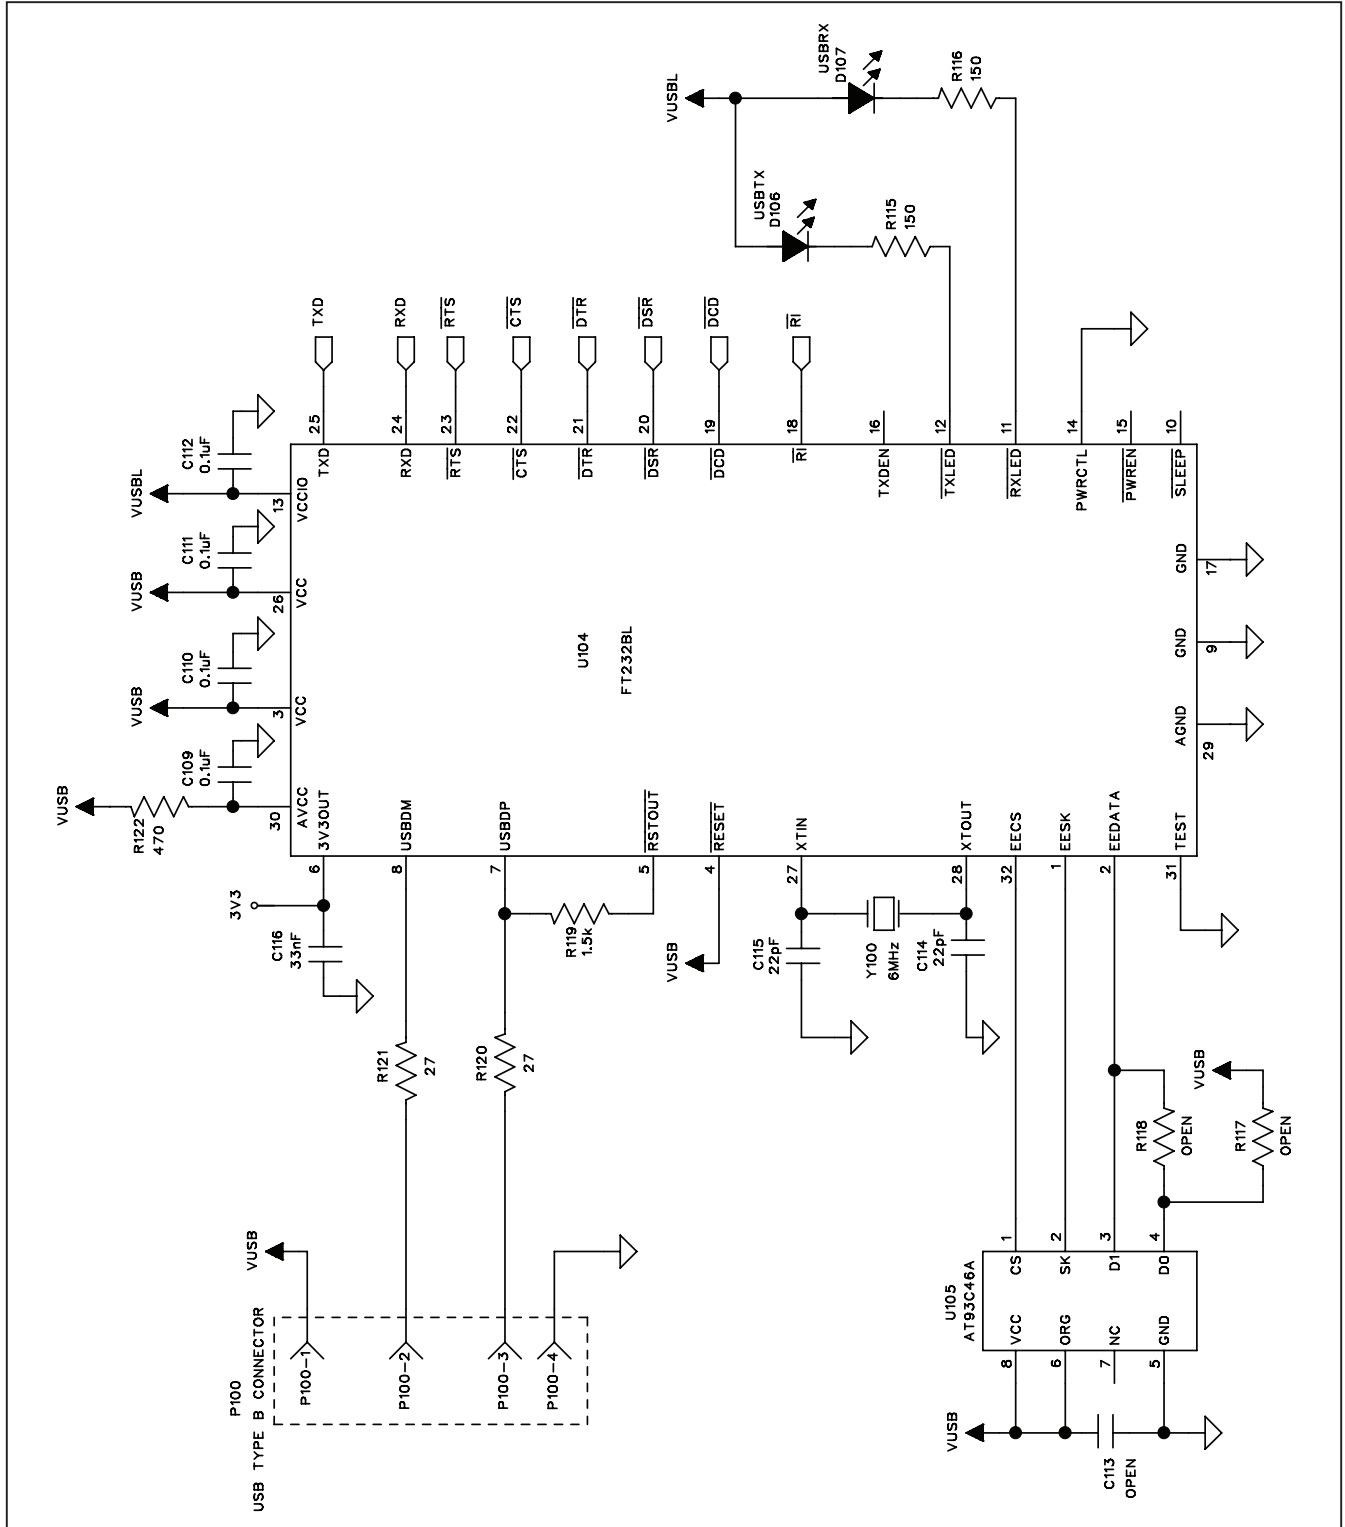 P100
USB TYPE B CONNECTOR
P100-1
P100-2
P100-3
P100-4
VUSB
R121
27
R120
27
3V3
C116
33nF
R119
1.5k
VUSB
C115
22pF
Y100
6MHz
C114
22pF
VUSB
R122
470
C109
0.1uF
VUSB
C110
0.1uF
VUSB
C111
0.1uF
VUSBL
C112
0.1uF
30
AVCC
3
VCC
26
VCC
13
VCCIO
6
3V3OUT
8
USBDM
7
USBDP
5
RSTOUT
4
RESET
27
XTIN
28
XTOUT
32
EECS
1
EESK
2
EEDATA
31
TEST
U104
FT232BL
29
AGND
9
GND
17
GND
TXD
25
TXD
RXD
24
RXD
RTS
23
RTS
CTS
22
CTS
DTR
21
DTR
DSR
20
DSR
DCD
19
DCD
RI
18
RI
TXDEN
16
TXLED
12
RXLED
11
PWRCTL
14
PWREN
15
SLEEP
10
VUSBL
USBTX
D106
R115
150
USBRX
D107
R116
150
U105
AT93C46A
8
VCC
6
ORG
7
NC
5
GND
CS
1
SK
2
D1
3
D0
4
VUSB
C113
OPEN
R118
OPEN
VUSB
R117
OPEN